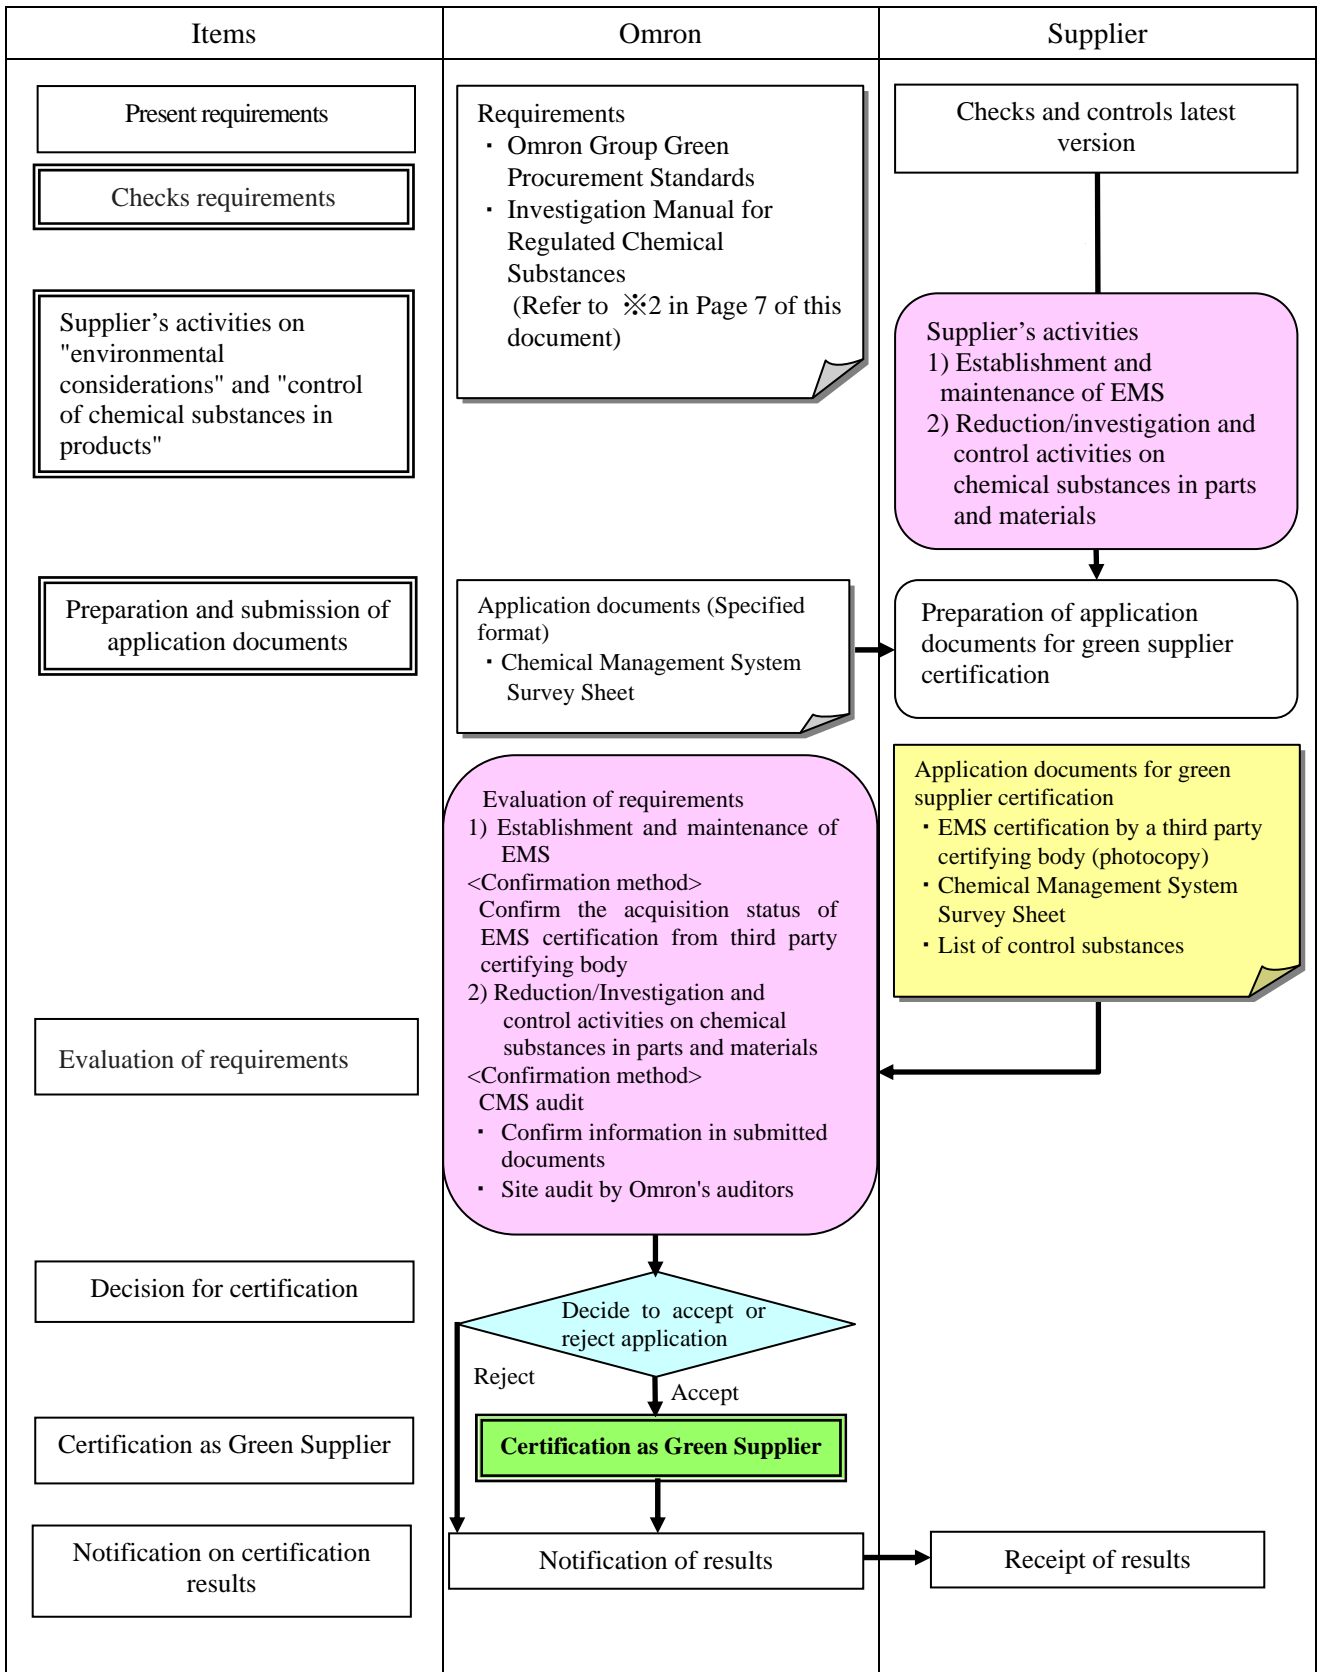 Items
Omron
Supplier
Present requirements
Checks requirements
Supplier’s activities on
"environmental
considerations" and "control
of chemical substances in
products"
Requirements
・ Omron Group Green
Procurement Standards
・ Investigation Manual for
Regulated Chemical
Substances
(Refer to ※2 in Page 7 of this
document)
Checks and controls latest
version
Supplier’s activities
1) Establishment and
maintenance of EMS
2) Reduction/investigation and
control activities on
chemical substances in parts
and materials
Preparation and submission of
application documents
Application documents (Specified
format)
・ Chemical Management System
Survey Sheet
Preparation of application
documents for green supplier
certification
Application documents for green
supplier certification
・ EMS certification by a third party
certifying body (photocopy)
・ Chemical Management System
Survey Sheet
・ List of control substances
Evaluation of requirements
Evaluation of requirements
1) Establishment and maintenance of
EMS
<Confirmation method>
Confirm the acquisition status of
EMS certification from third party
certifying body
2) Reduction/Investigation and
control activities on chemical
substances in parts and materials
<Confirmation method>
CMS audit
・ Confirm information in submitted
documents
・ Site audit by Omron's auditors
Decision for certification
Decide to accept or
reject application
Reject
Accept
Certification as Green Supplier
Certification as Green Supplier
Notification on certification
results
Notification of results
Receipt of results